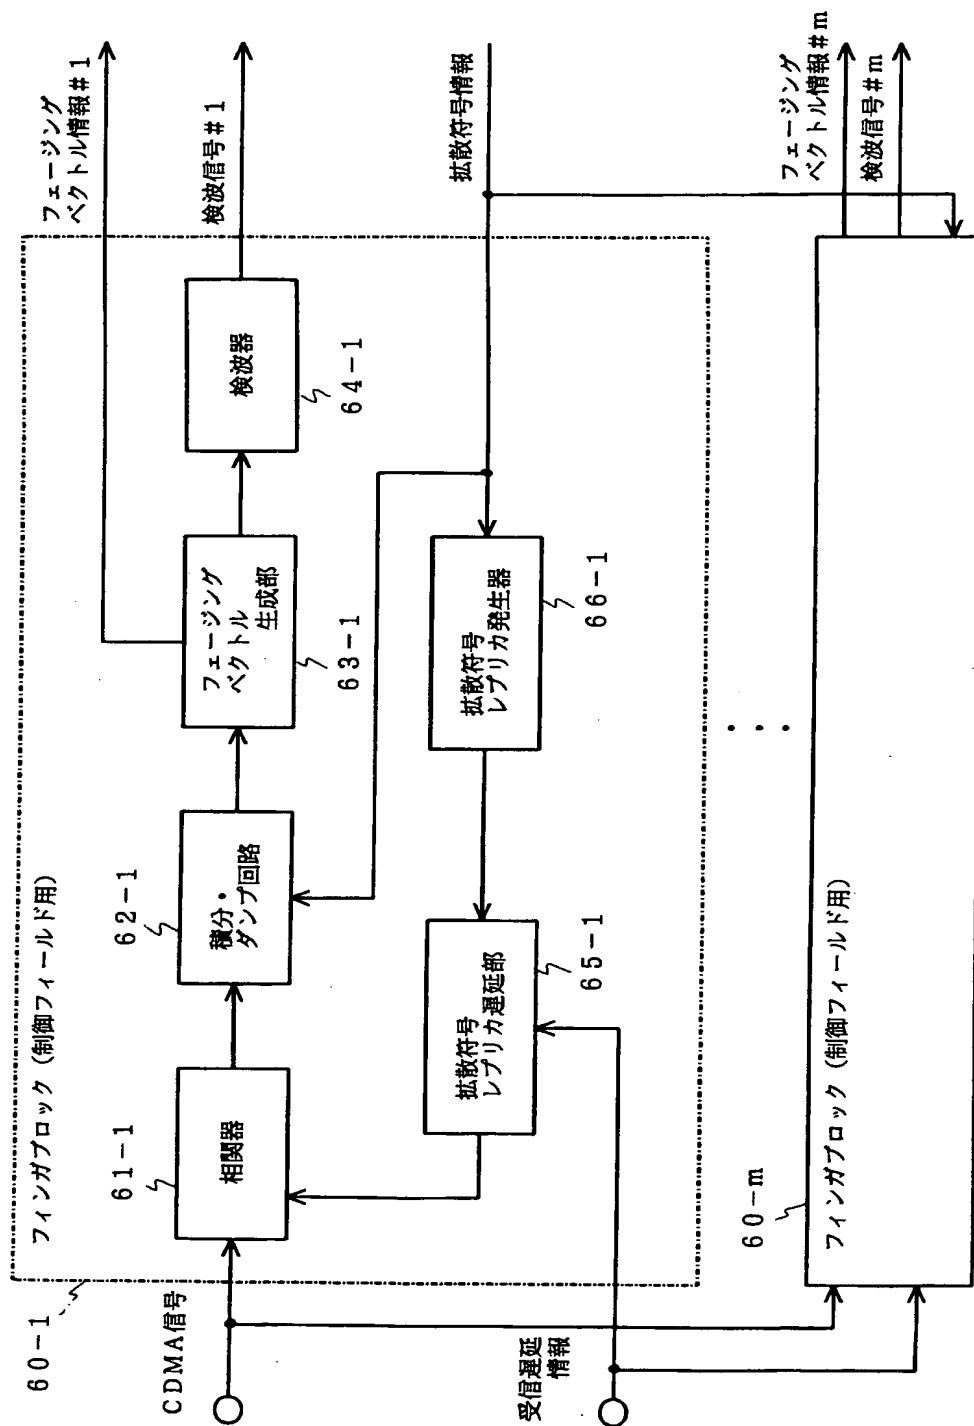 60-1
フィンガブロック（制御フィールド用）
フェージング
ベクトル情報＃1
検波信号＃1
CDMA信号
61-1
相関器
62-1
積分・
ダンプ回路
フェージング
ベクトル
生成部
63-1
検波器
64-1
拡散符号情報
拡散符号
レプリカ遅延部
65-1
拡散符号
レプリカ発生器
66-1
受信遅延
情報
60-m
フィンガブロック（制御フィールド用）
フェージング
ベクトル情報＃m
検波信号＃m